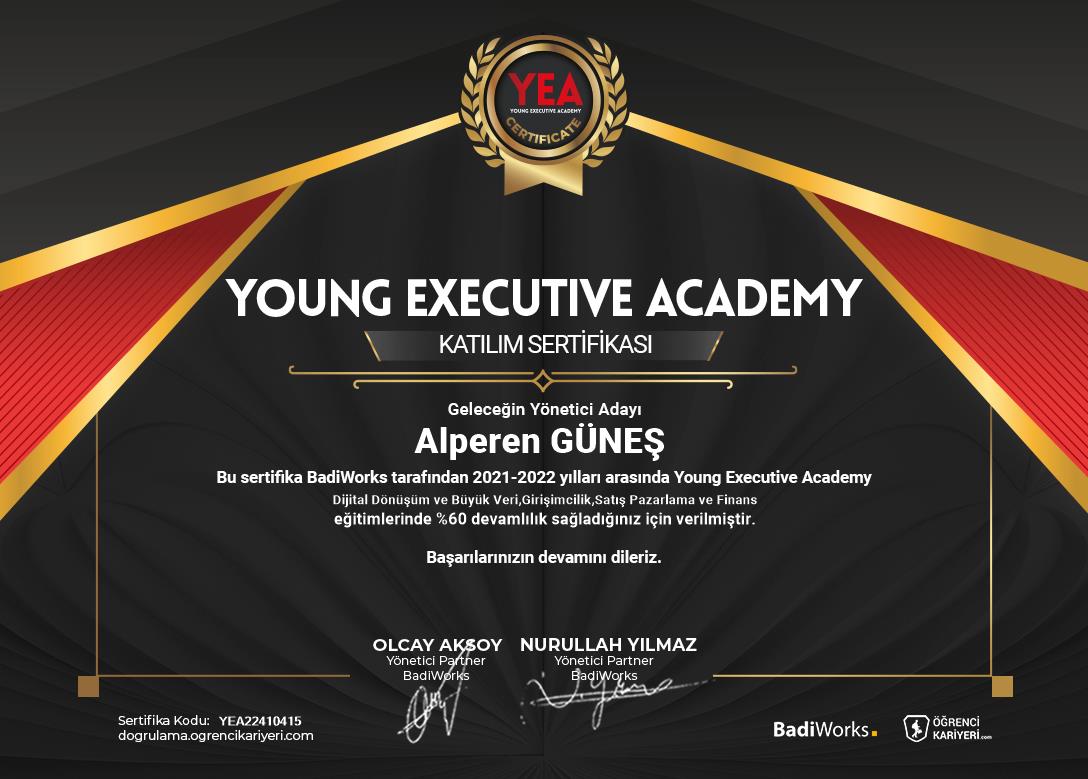 YEA
YOUNG EXECUTIVE ACADEMY
CERTIFICATE
YOUNG EXECUTIVE ACADEMY
KATILIM SERTİFİKASI
Geleceğin Yönetici Adayı
Alperen GÜNEŞ
Bu sertifika BadiWorks tarafından 2021-2022 yılları arasında Young Executive Academy
Dijital Dönüşüm ve Büyük Veri,Girişimcilik,Satış Pazarlama ve Finans
eğitimlerinde %60 devamlılık sağladığınız için verilmiştir.
Başarılarınızın devamını dileriz.
OLCAY AKSOY
Yönetici Partner
BadiWorks
NURULLAH YILMAZ
Yönetici Partner
BadiWorks
Sertifika Kodu: YEA22410415
dogrulama.ogrencikariyeri.com
BadiWorks.
ÖĞRENCİ
KARİYERİ.com